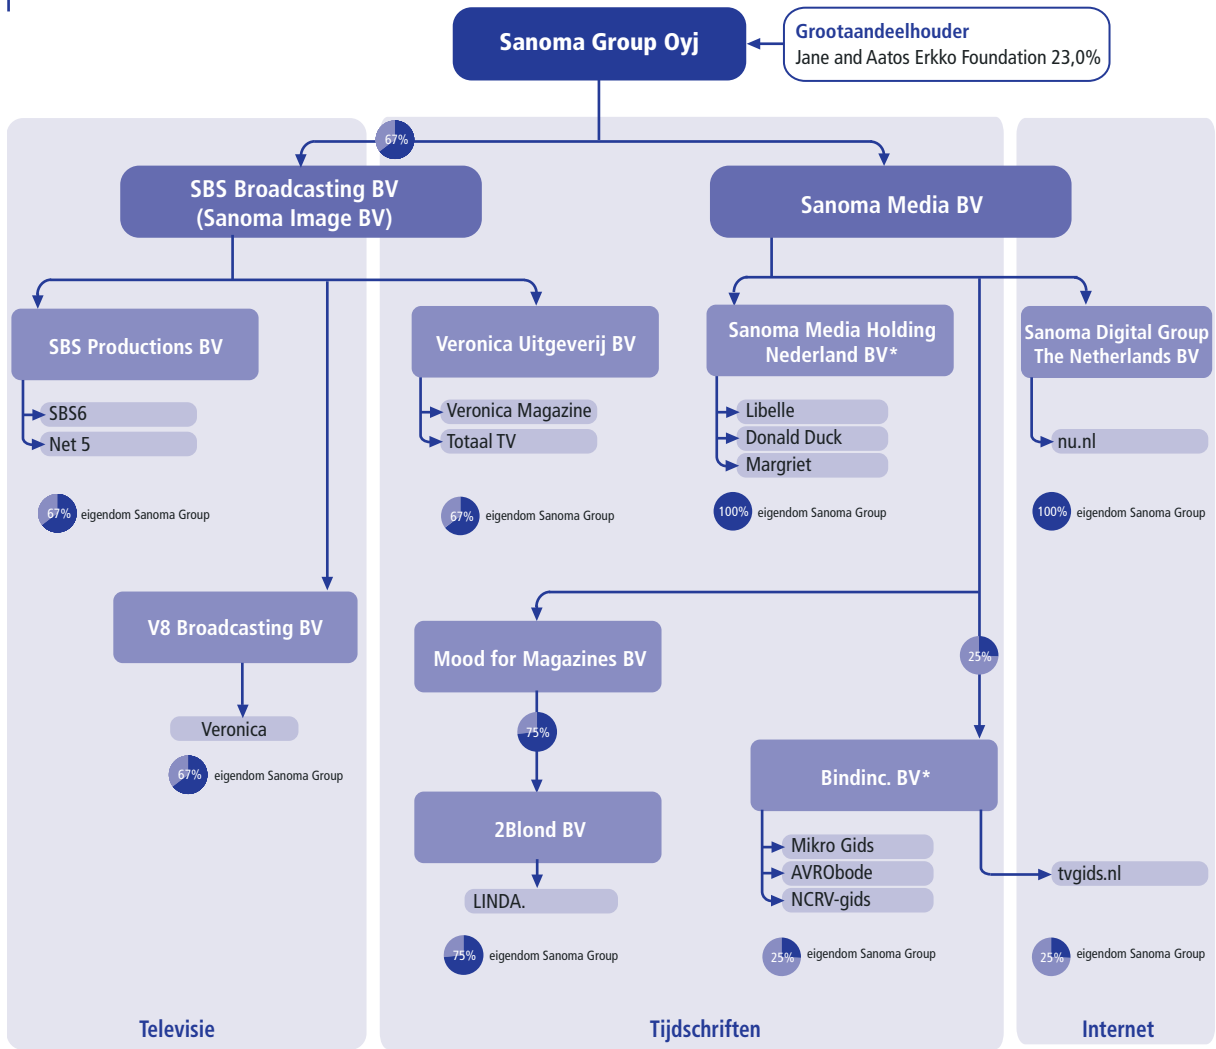 Sanoma Group Oyj
Grootaandeelhouder
Jane and Aatos Erkko Foundation 23,0%
67%
SBS Broadcasting BV
(Sanoma Image BV)
Sanoma Media BV
SBS Productions BV
SBS6
Net 5
67% eigendom Sanoma Group
Veronica Uitgeverij BV
Veronica Magazine
Totaal TV
67% eigendom Sanoma Group
Sanoma Media Holding
Nederland BV*
Libelle
Donald Duck
Margriet
100% eigendom Sanoma Group
Sanoma Digital Group
The Netherlands BV
nu.nl
100% eigendom Sanoma Group
V8 Broadcasting BV
Veronica
67% eigendom Sanoma Group
Mood for Magazines BV
75%
2Blond BV
LINDA.
75% eigendom Sanoma Group
25%
Bindinc. BV*
Mikro Gids
AVRObode
NCRV-gids
25% eigendom Sanoma Group
tvgids.nl
25% eigendom Sanoma Group
Televisie
Tijdschriften
Internet